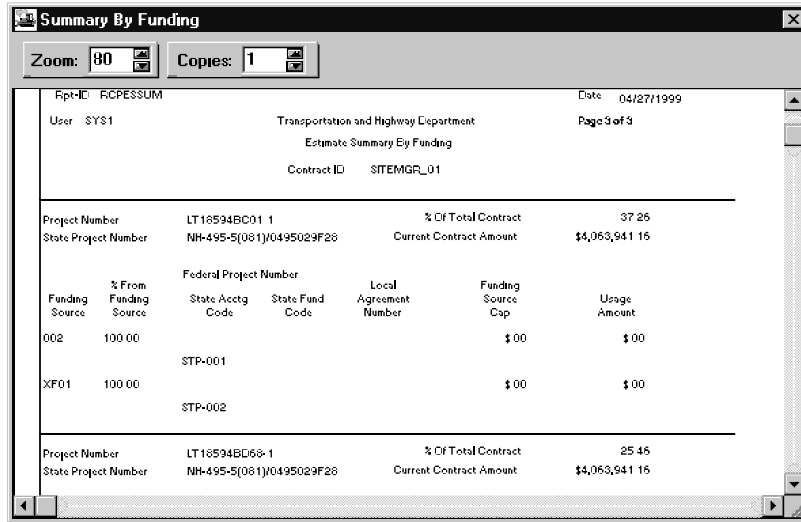 Summary By Funding
Zoom: 80 Copies: 1
Rpt-ID RCPESSUM Date 04/27/1999
User SYS1 Transportation and Highway Department Page 3 of 3
Estimate Summary By Funding
Contract ID SITEMGR_01
Project Number LT18594BC01-1 % Of Total Contract 37.26
State Project Number NH-495-5(081)/0495029F28 Current Contract Amount $4,063,941.16
Federal Project Number
% From Local Funding
Funding Funding State Acctg State Fund Agreement Source Usage
Source Source Code Code Number Cap Amount
002 100.00 $.00 $.00
STP-001
XF01 100.00 $.00 $.00
STP-002
Project Number LT18594BD68-1 % Of Total Contract 25.46
State Project Number NH-495-5(081)/0495029F28 Current Contract Amount $4,063,941.16